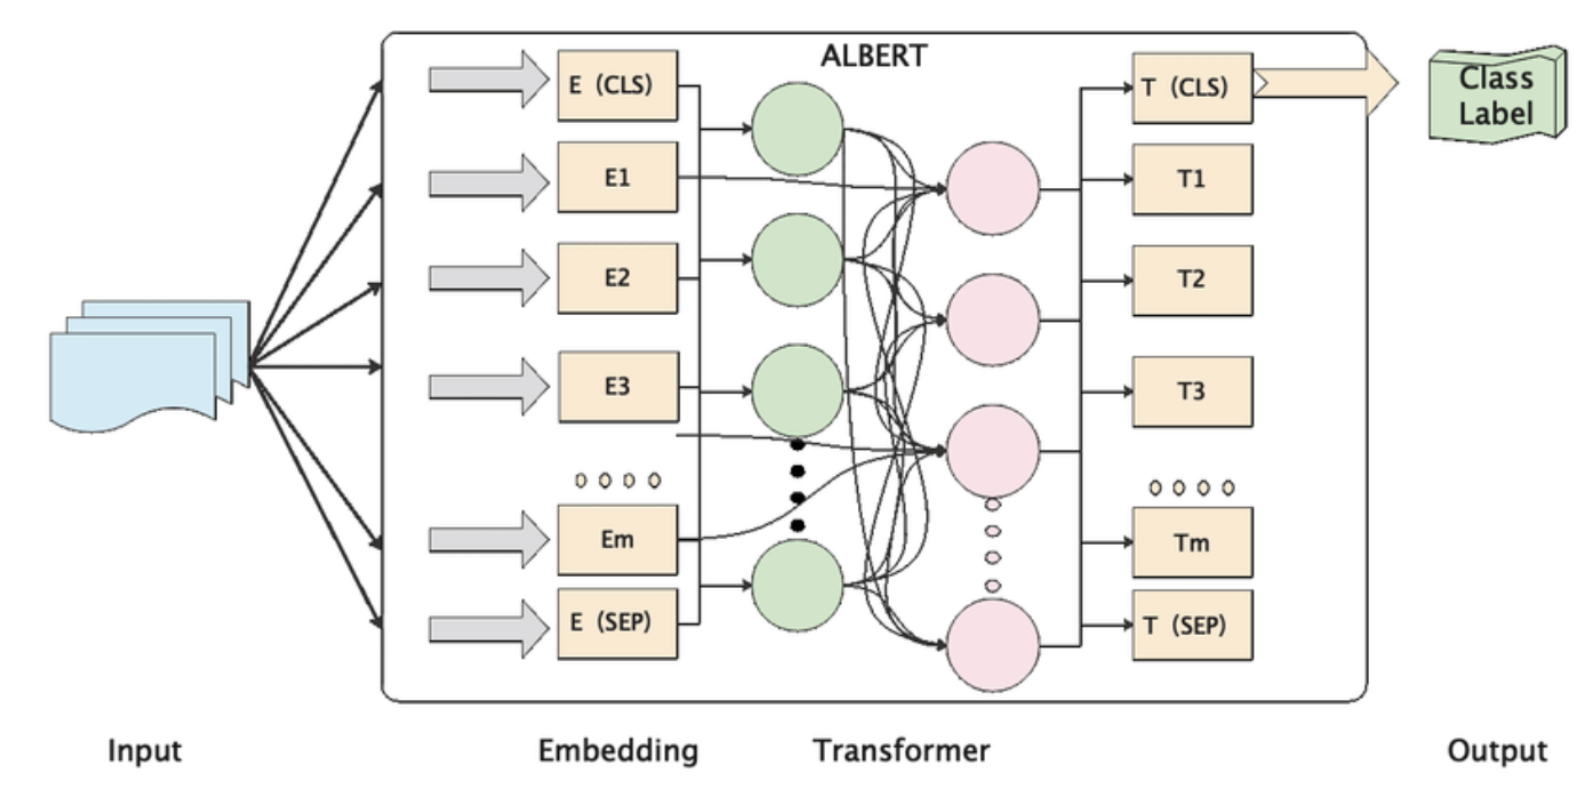 ALBERT
E (CLS)
E1
E2
E3
Em
E (SEP)
T (CLS)
T1
T2
T3
Tm
T (SEP)
Class
Label
Input
Embedding
Transformer
Output